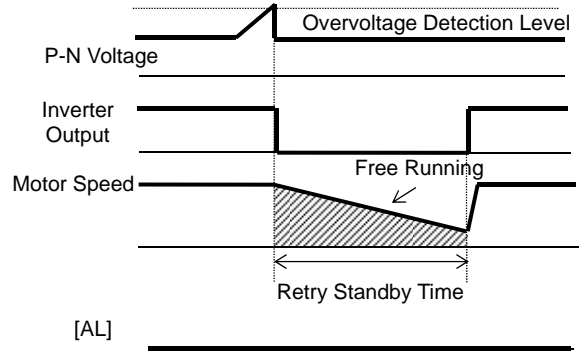 Overvoltage Detection Level
P-N Voltage
Inverter
Output
Free Running
Motor Speed
Retry Standby Time
[AL]